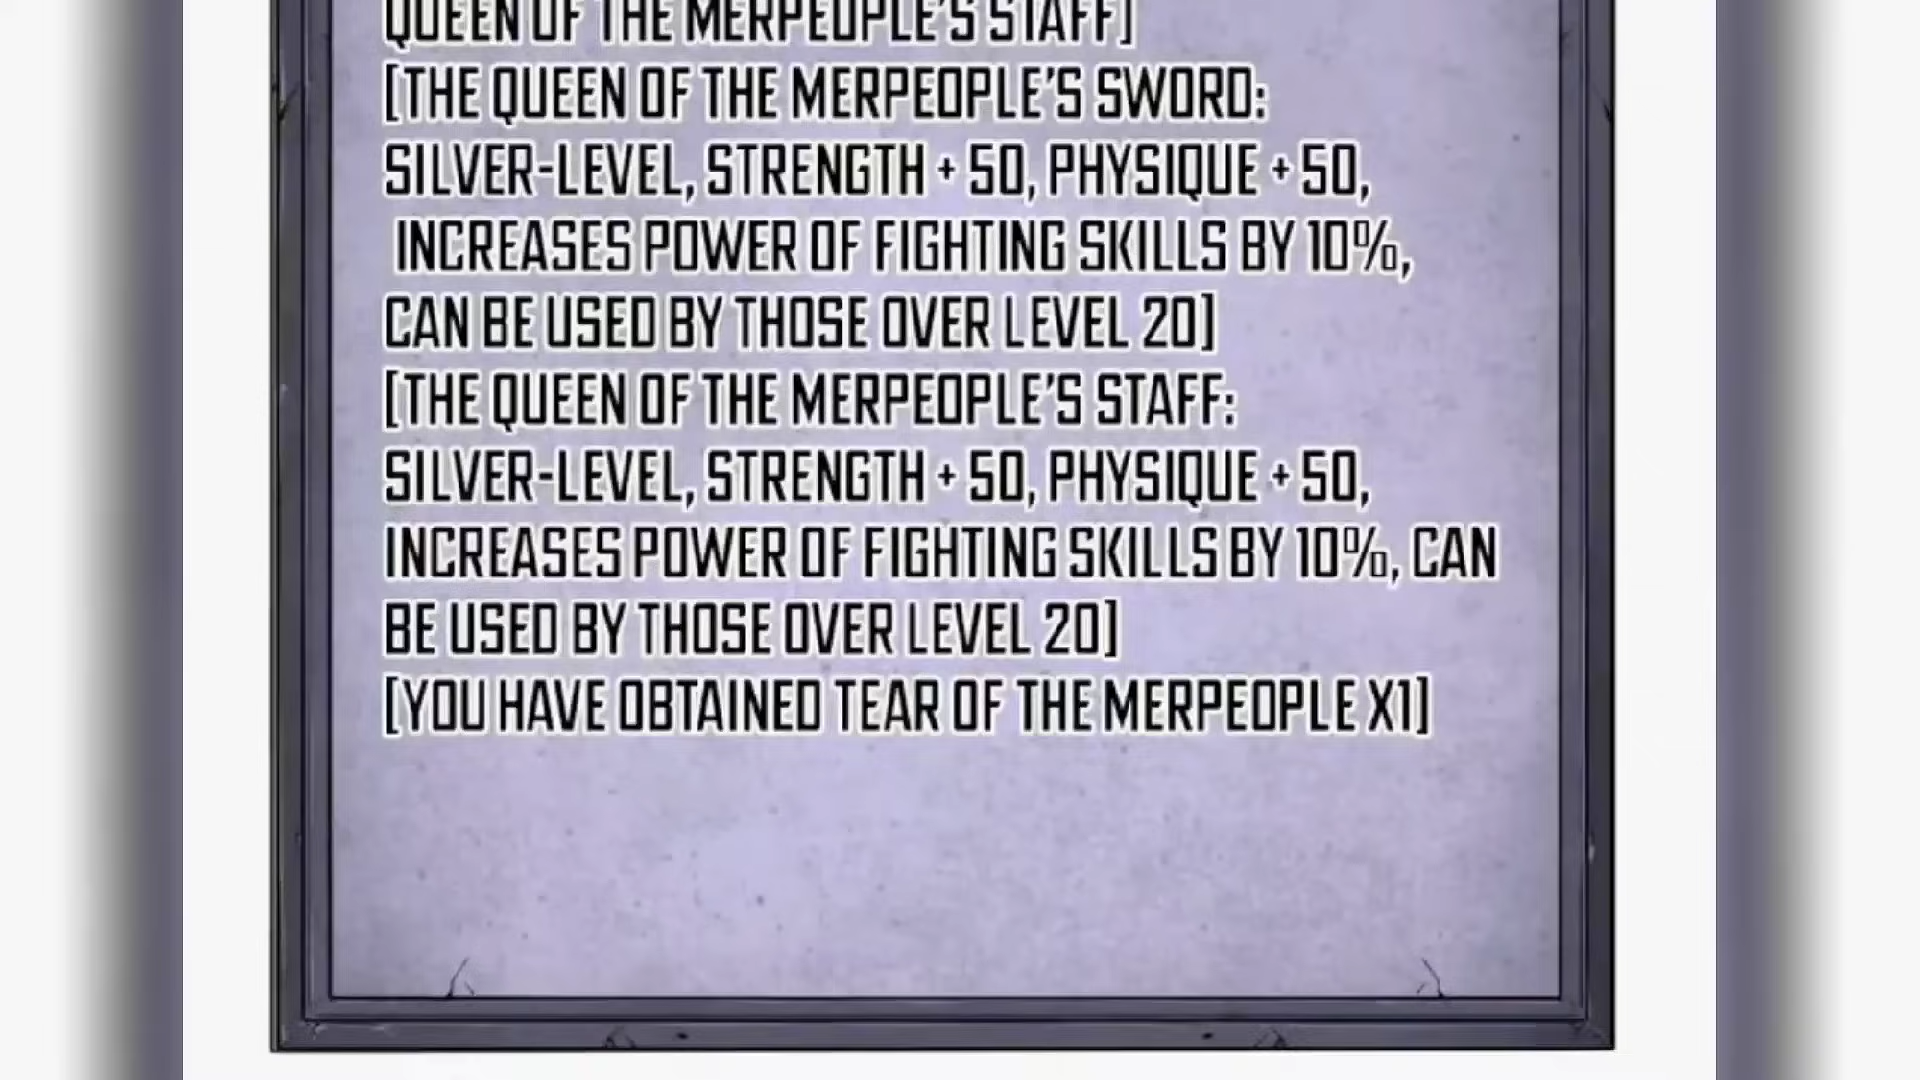 QUEEN OF THE MERPEOPLE'S STAFF]
[THE QUEEN OF THE MERPEOPLE'S SWORD:
SILVER-LEVEL, STRENGTH + 50, PHYSIQUE + 50,
INCREASES POWER OF FIGHTING SKILLS BY 10%,
CAN BE USED BY THOSE OVER LEVEL 20]
[THE QUEEN OF THE MERPEOPLE'S STAFF:
SILVER-LEVEL, STRENGTH + 50, PHYSIQUE + 50,
INCREASES POWER OF FIGHTING SKILLS BY 10%, CAN
BE USED BY THOSE OVER LEVEL 20]
[YOU HAVE OBTAINED TEAR OF THE MERPEOPLE X1]